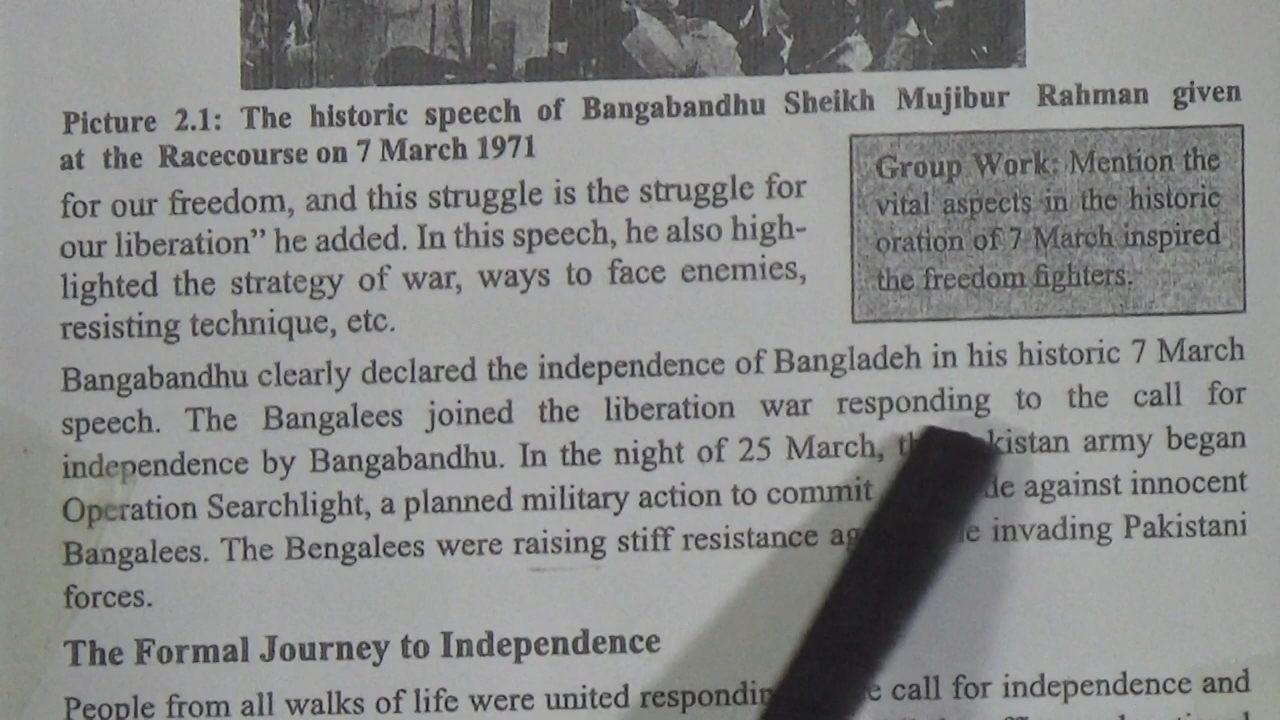 Picture 2.1: The historic speech of Bangabandhu Sheikh Mujibur Rahman given
at the Racecourse on 7 March 1971
for our freedom, and this struggle is the struggle for
our liberation” he added. In this speech, he also high-
lighted the strategy of war, ways to face enemies,
resisting technique, etc.
Group Work: Mention the
vital aspects in the historic
oration of 7 March inspired
the freedom fighters.
Bangabandhu clearly declared the independence of Bangladeh in his historic 7 March
speech. The Bangalees joined the liberation war responding to the call for
independence by Bangabandhu. In the night of 25 March, army began
Operation Searchlight, a planned military action to commit against innocent
Bangalees. The Bengalees were raising stiff resistance invading Pakistani
forces.
The Formal Journey to Independence
People from all walks of life were united call for independence and